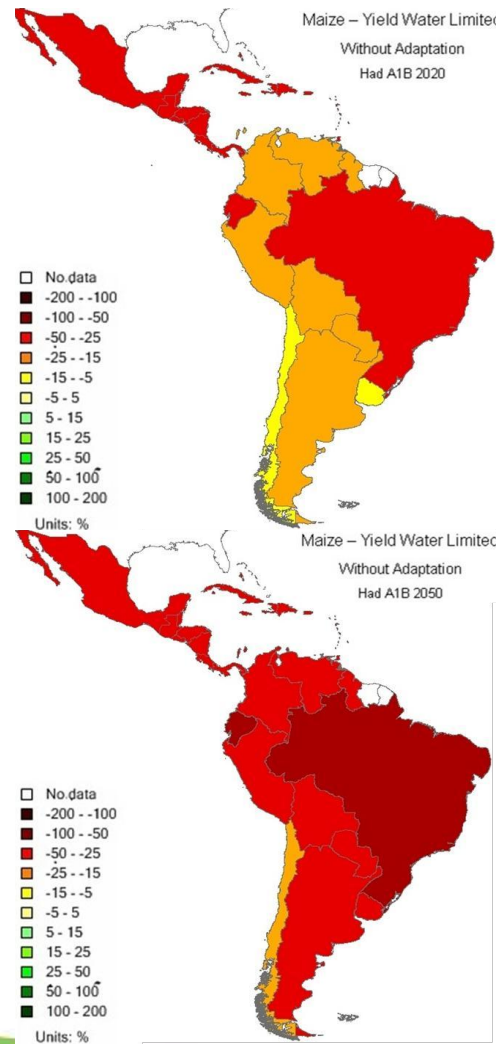 Maize – Yield Water Limited
Without Adaptation
Had A1B 2020
No.data
-200 - -100
-100 - -50
-50 - -25
-25 - -15
-15 - -5
-5 - 5
5 - 15
15 - 25
25 - 50
50 - 100
100 - 200
Units: %
Maize – Yield Water Limited
Without Adaptation
Had A1B 2050
No.data
-200 - -100
-100 - -50
-50 - -25
-25 - -15
-15 - -5
-5 - 5
5 - 15
15 - 25
25 - 50
50 - 100
100 - 200
Units: %